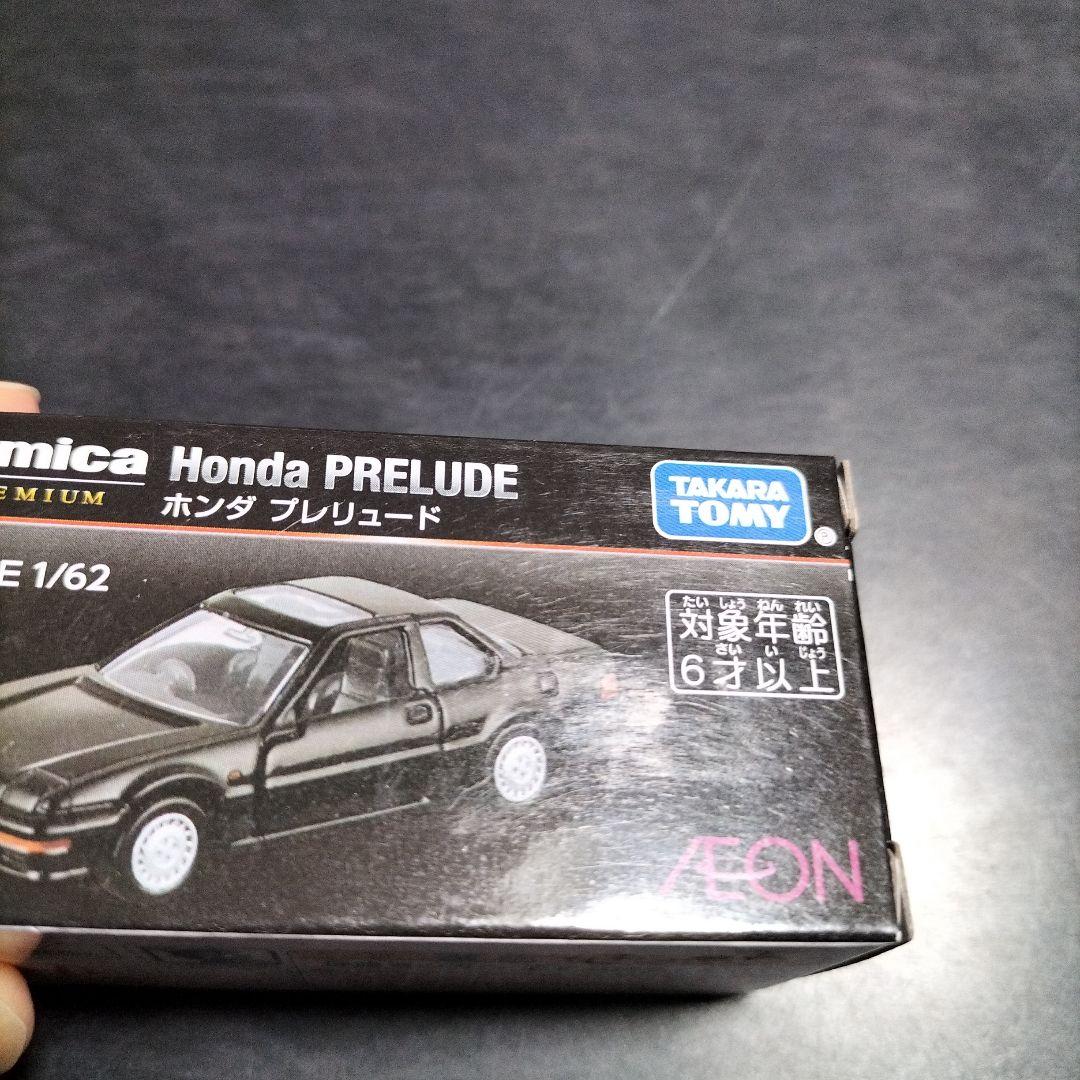 mica Honda PRELUDE
EMIUM ホンダ プレリュード
TAKARA
TOMY
®
E 1/62
たいしょうねんれい
対象年齢
さい い じょう
6才以上
ÆON